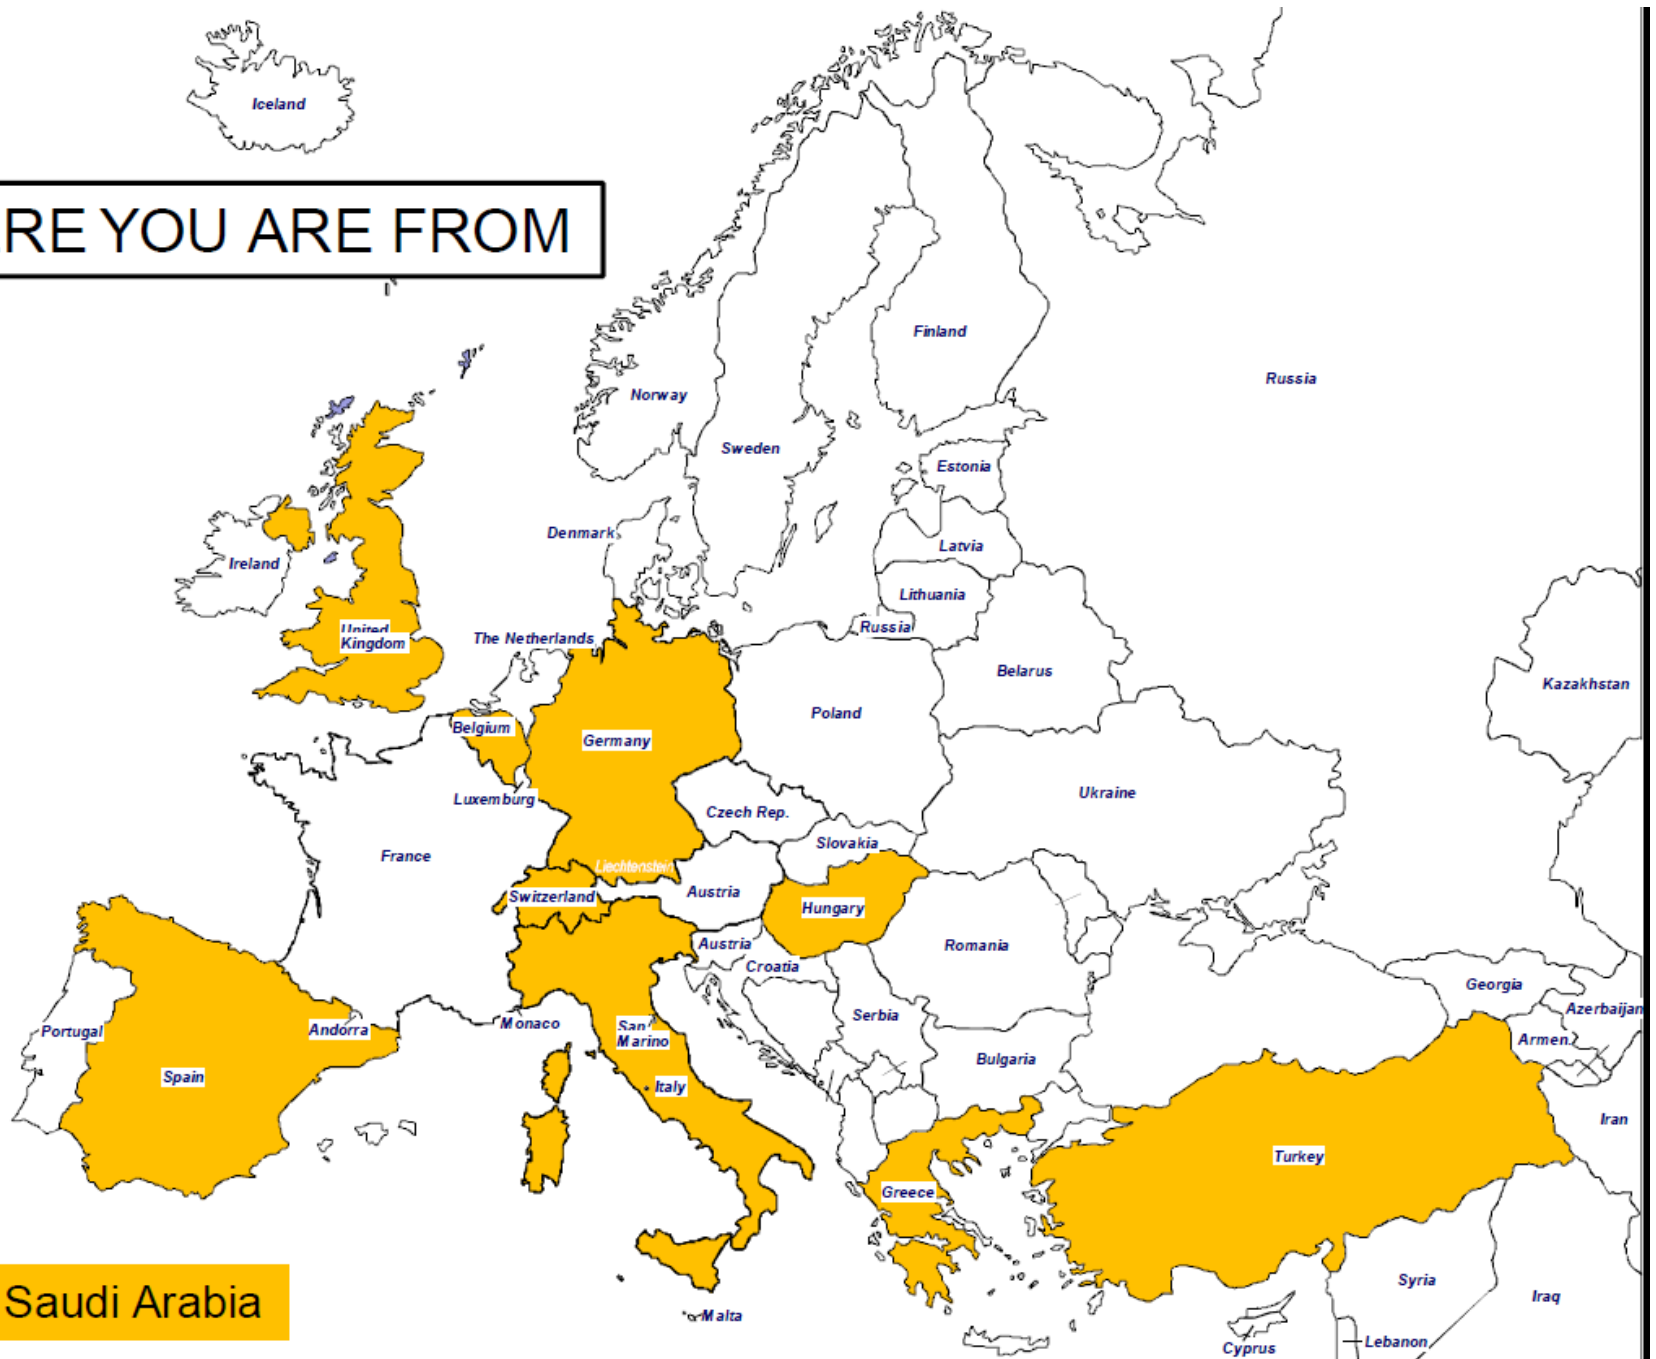 Iceland
RE YOU ARE FROM
Finland
Russia
Norway
Sweden
Estonia
Denmark
Latvia
Ireland
Lithuania
Russia
United
Kingdom
The Netherlands
Belarus
Kazakhstan
Poland
Belgium
Germany
Ukraine
Luxemburg
Czech Rep.
Slovakia
France
Liechtenstein
Switzerland
Austria
Hungary
Austria
Romania
Croatia
Georgia
Azerbaijan
Serbia
Monaco
Andorra
Portugal
San
Marino
Armen.
Bulgaria
Spain
Italy
Iran
Turkey
Greece
Syria
Iraq
Saudi Arabia
Malta
Lebanon
Cyprus